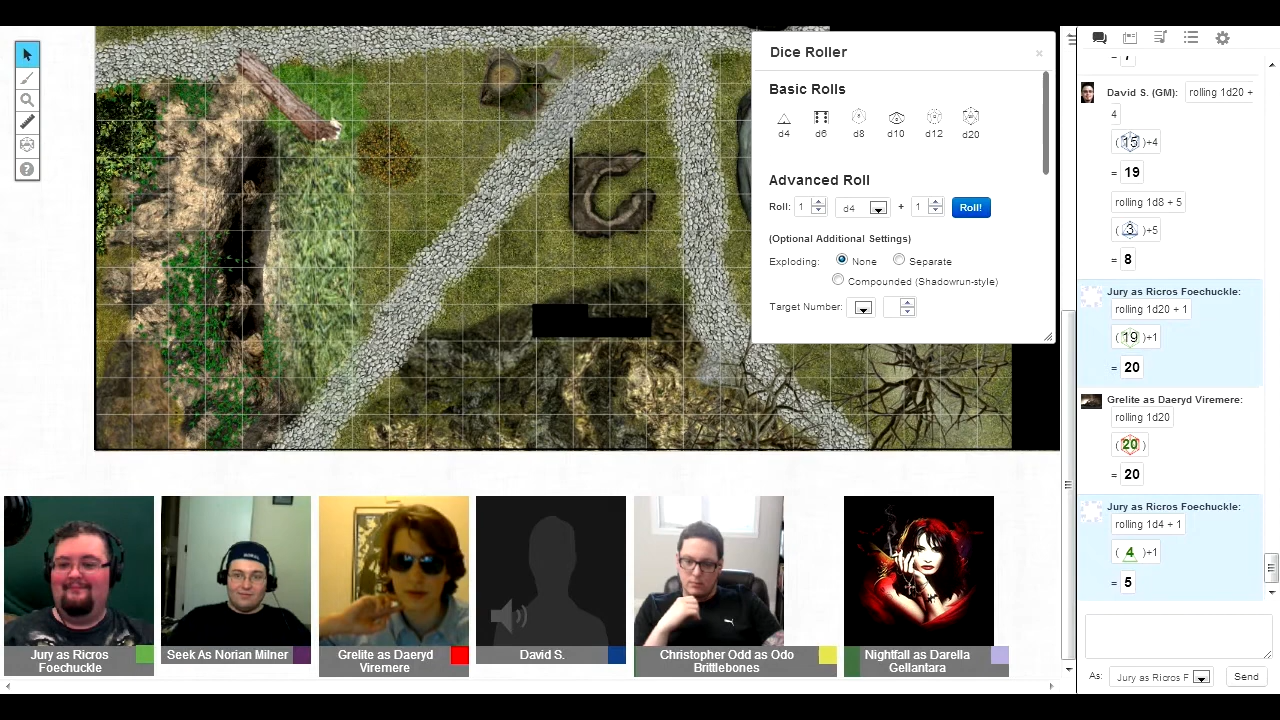 Dice Roller
×
Basic Rolls
d4 d6 d8 d10 d12 d20
Advanced Roll
Roll: 1 d4 + 1 Roll!
(Optional Additional Settings)
Exploding: None Separate
Compounded (Shadowrun-style)
Target Number:
David S. (GM): rolling 1d20 +
4
( 15 )+4
= 19
rolling 1d8 + 5
( 3 )+5
= 8
Jury as Ricros Foechuckle:
rolling 1d20 + 1
( 19 )+1
= 20
Grelite as Daeryd Viremere:
rolling 1d20
( 20 )
= 20
Jury as Ricros Foechuckle:
rolling 1d4 + 1
( 4 )+1
= 5
As: Jury as Ricros F Send
Jury as Ricros
Foechuckle
Seek As Norian Milner
Grelite as Daeryd
Viremere
David S.
Christopher Odd as Odo
Brittlebones
Nightfall as Darella
Gellantara